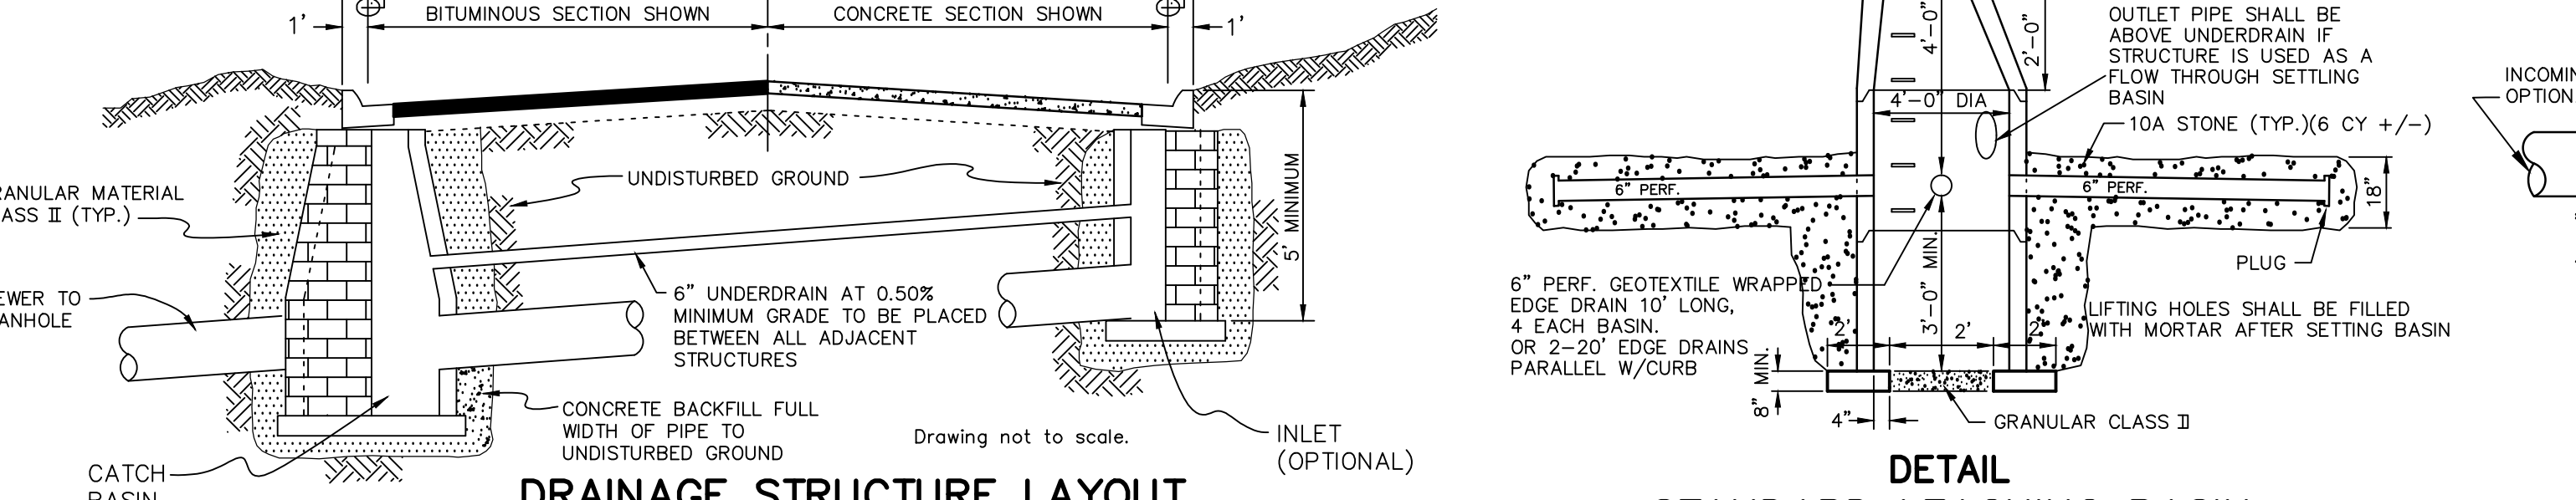 BITUMINOUS SECTION SHOWN
CONCRETE SECTION SHOWN
1'
1'
UNDISTURBED GROUND
RANULAR MATERIAL
ASS II (TYP.)
EWER TO
ANHOLE
5' MINIMUM
6" UNDERDRAIN AT 0.50%
MINIMUM GRADE TO BE PLACED
BETWEEN ALL ADJACENT
STRUCTURES
CONCRETE BACKFILL FULL
WIDTH OF PIPE TO
UNDISTURBED GROUND
Drawing not to scale.
INLET
(OPTIONAL)
CATCH
BASIN
DRAINAGE STRUCTURE LAYOUT
4'-0"
2'-0"
OUTLET PIPE SHALL BE
ABOVE UNDERDRAIN IF
STRUCTURE IS USED AS A
FLOW THROUGH SETTLING
BASIN
4'-0" DIA
10A STONE (TYP.)(6 CY +/-)
6" PERF.
6" PERF.
18"
PLUG
6" PERF. GEOTEXTILE WRAPPED
EDGE DRAIN 10' LONG,
4 EACH BASIN.
OR 2-20' EDGE DRAINS
PARALLEL W/CURB
3'-0" MIN.
LIFTING HOLES SHALL BE FILLED
WITH MORTAR AFTER SETTING BASIN
2'
2'
2'
8" MIN.
4"
GRANULAR CLASS II
DETAIL
INCOMIN
OPTION